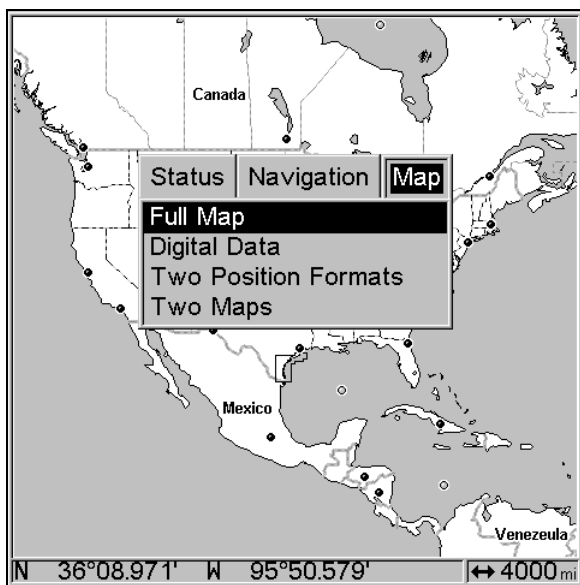 Canada
Status Navigation Map
Full Map
Digital Data
Two Position Formats
Two Maps
Mexico
Venezeula
N 36°08.971' W 95°50.579' ↔ 4000 mi